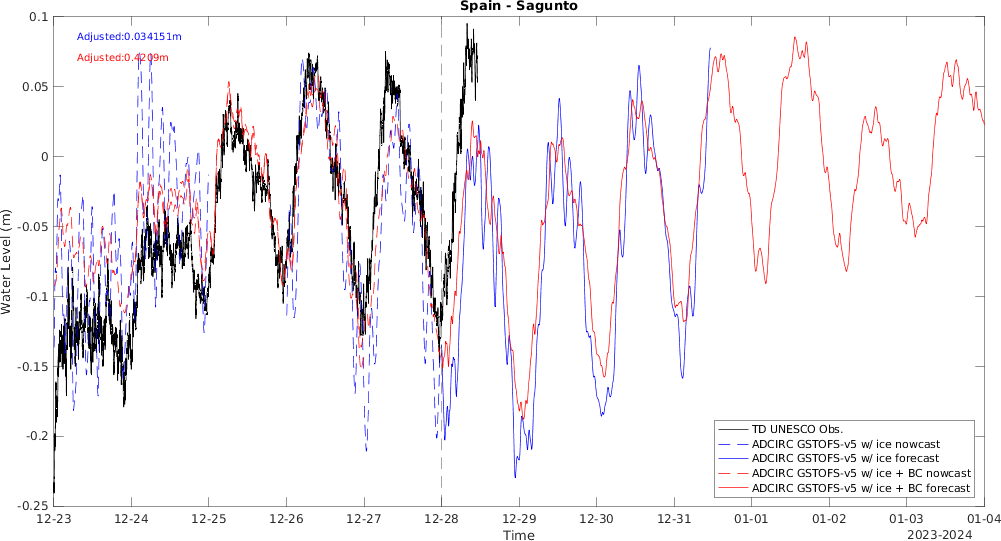 Spain - Sagunto
Adjusted:0.034151m
Adjusted:0.4209m
0.1
0.05
0
-0.05
-0.1
-0.15
-0.2
-0.25
Water Level (m)
12-23 12-24 12-25 12-26 12-27 12-28 12-29 12-30 12-31 01-01 01-02 01-03 01-04
Time
2023-2024
TD UNESCO Obs.
ADCIRC GSTOFS-v5 w/ ice nowcast
ADCIRC GSTOFS-v5 w/ ice forecast
ADCIRC GSTOFS-v5 w/ ice + BC nowcast
ADCIRC GSTOFS-v5 w/ ice + BC forecast